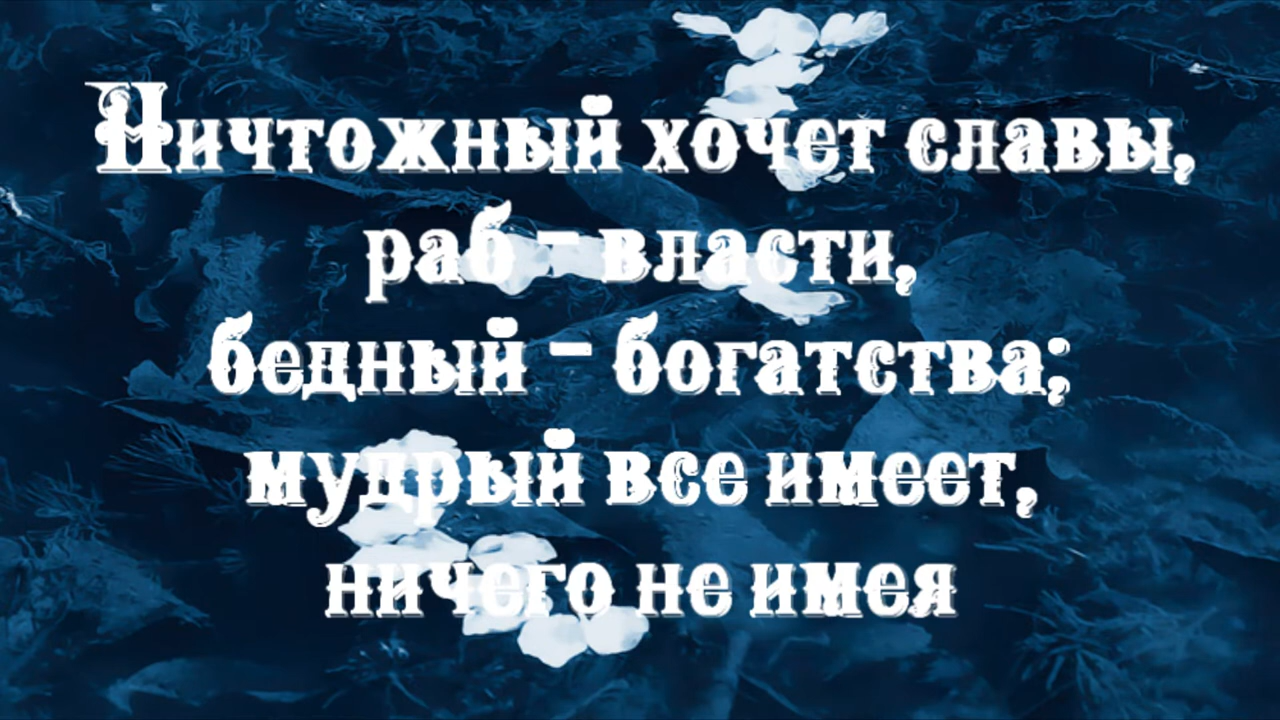 Ничтожный хочет славы,
раб - власти,
бедный - богатства;
мудрый все имеет,
ничего не имея